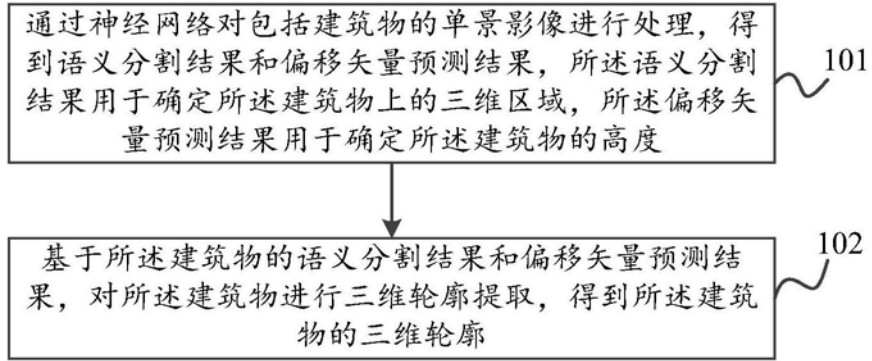 通过神经网络对包括建筑物的单景影像进行处理，得
到语义分割结果和偏移矢量预测结果，所述语义分割
结果用于确定所述建筑物上的三维区域，所述偏移矢
量预测结果用于确定所述建筑物的高度
101
基于所述建筑物的语义分割结果和偏移矢量预测结
果，对所述建筑物进行三维轮廓提取，得到所述建筑
物的三维轮廓
102